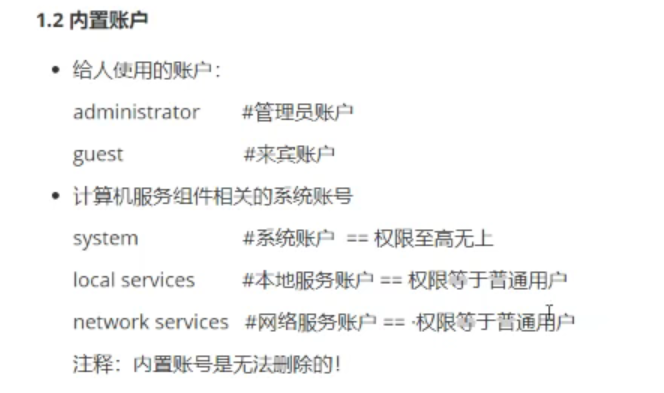 1.2 内置账户
• 给人使用的账户：
administrator #管理员账户
guest #来宾账户
• 计算机服务组件相关的系统账号
system #系统账户 == 权限至高无上
local services #本地服务账户 == 权限等于普通用户
network services #网络服务账户 == ·权限等于普通用户
注释：内置账号是无法删除的！